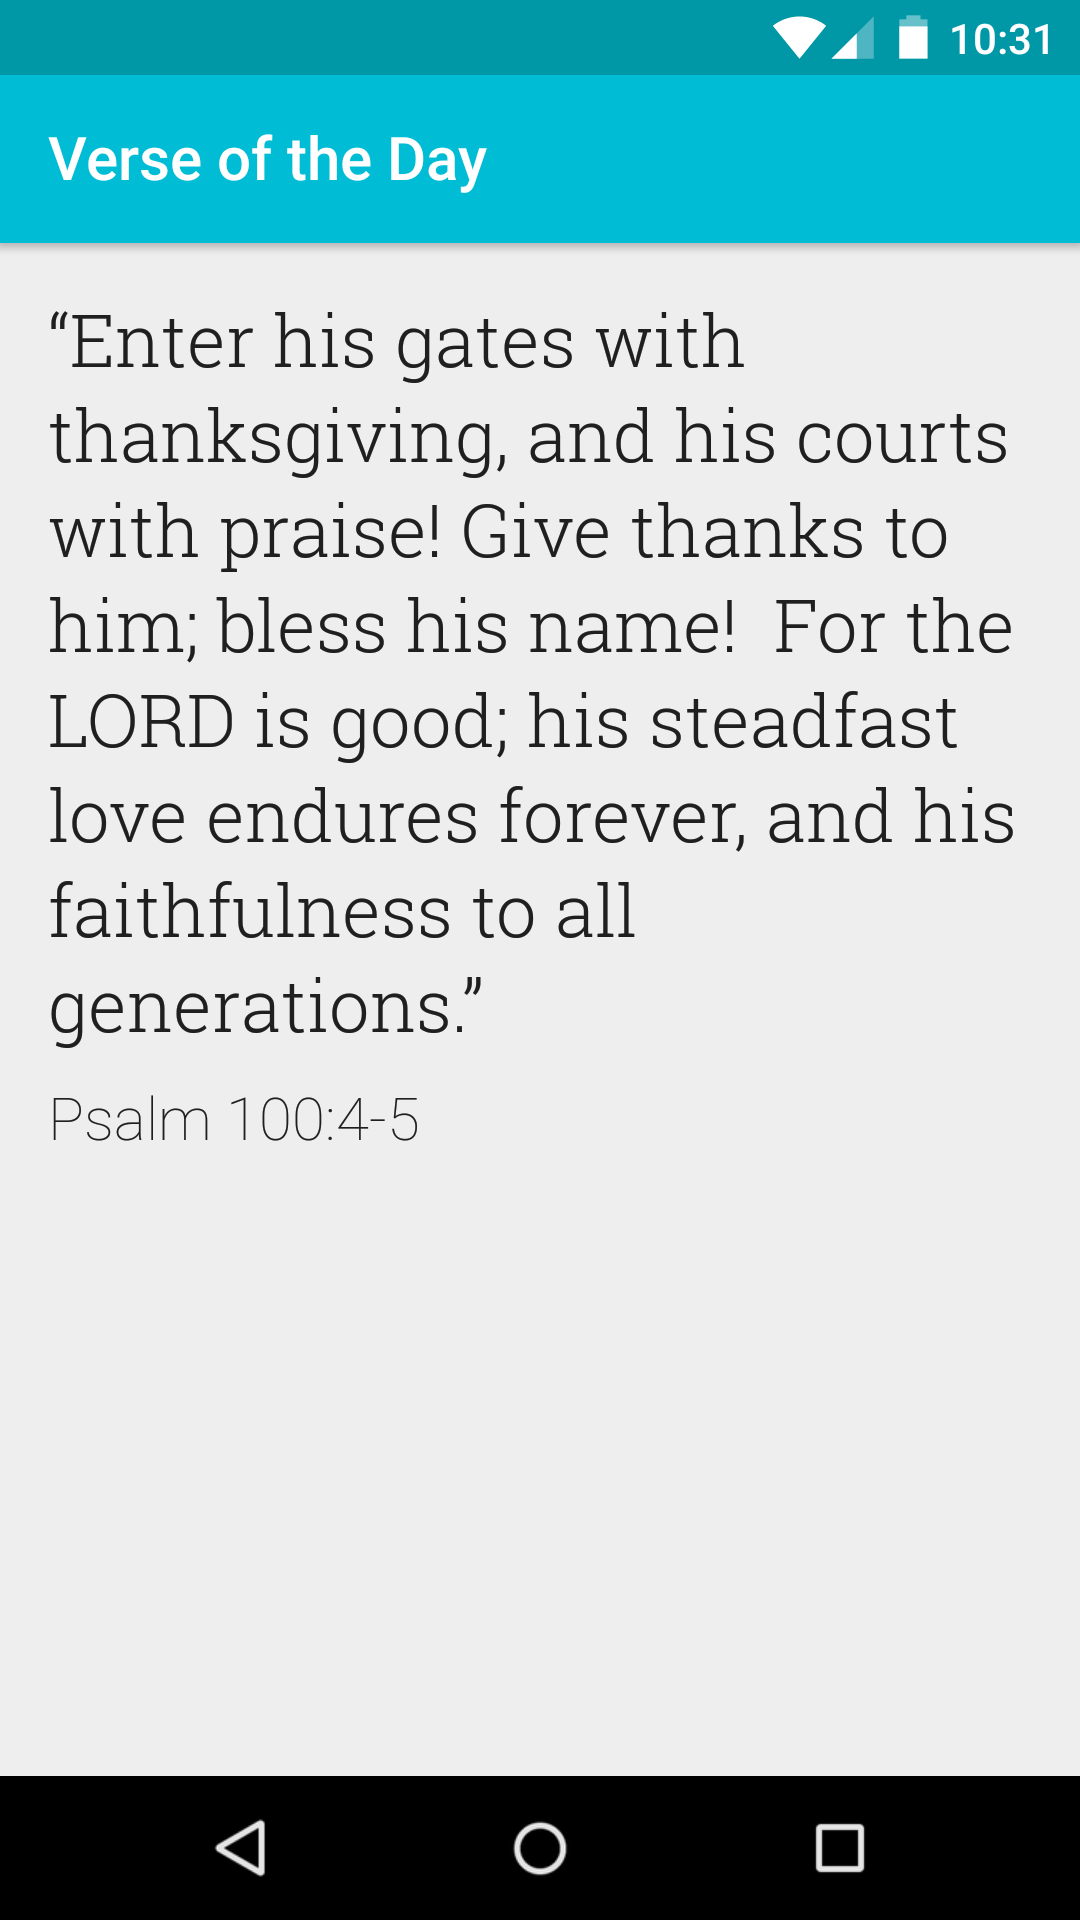 10:31
Verse of the Day
“Enter his gates with
thanksgiving, and his courts
with praise! Give thanks to
him; bless his name!  For the
LORD is good; his steadfast
love endures forever, and his
faithfulness to all
generations.”
Psalm 100:4-5